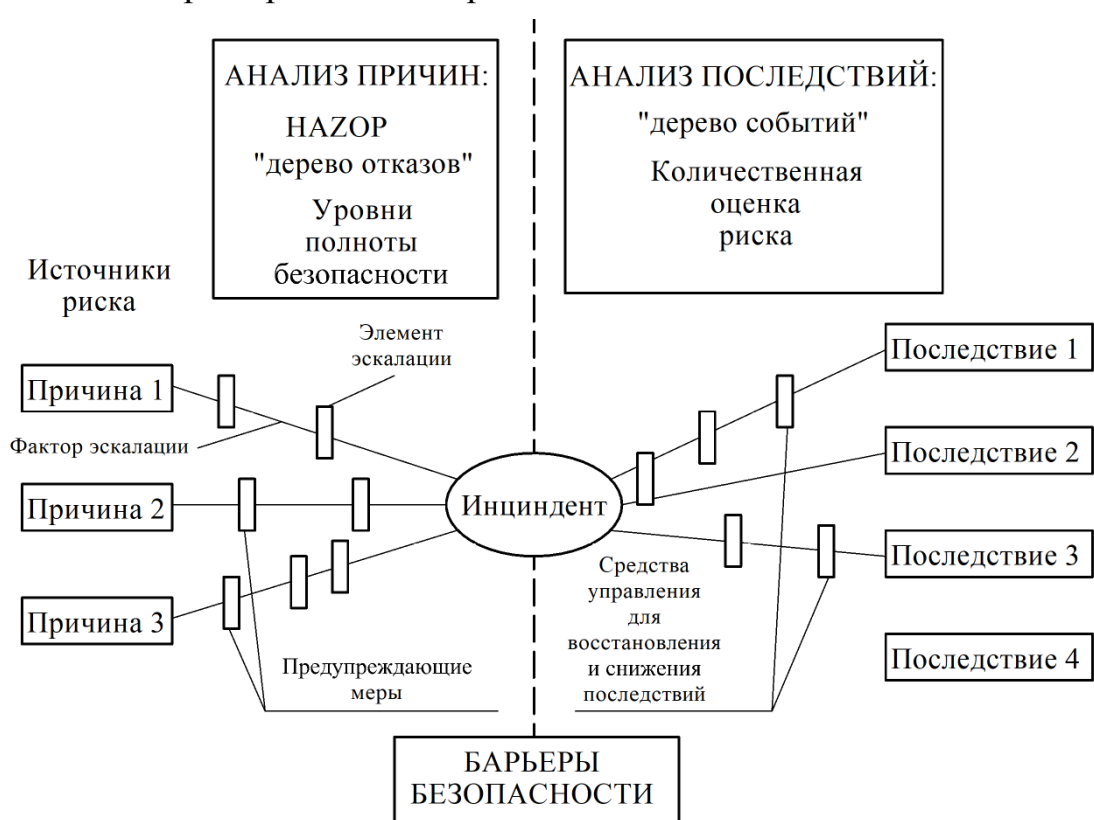 АНАЛИЗ ПРИЧИН:
HAZOP
"дерево отказов"
Уровни
полноты
безопасности
АНАЛИЗ ПОСЛЕДСТВИЙ:
"дерево событий"
Количественная
оценка
риска
Источники
риска
Элемент
эскалации
Причина 1
Фактор эскалации
Причина 2
Причина 3
Инциндент
Последствие 1
Последствие 2
Последствие 3
Последствие 4
Предупреждающие
меры
Средства
управления
для
восстановления
и снижения
последствий
БАРЬЕРЫ
БЕЗОПАСНОСТИ